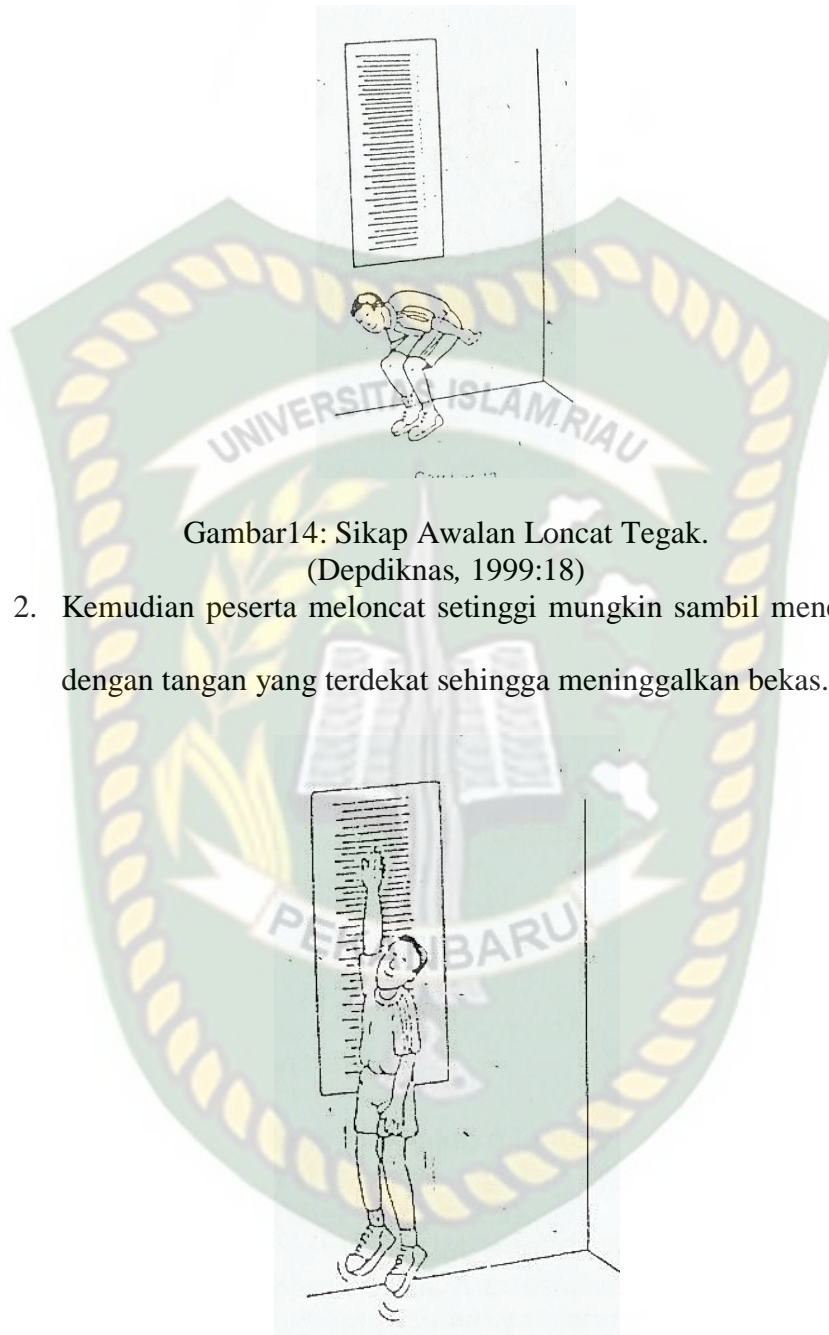 UNIVERSITAS ISLAM RIAU
Gambar14: Sikap Awalan Loncat Tegak.
(Depdiknas, 1999:18)
2. Kemudian peserta meloncat setinggi mungkin sambil
dengan tangan yang terdekat sehingga meninggalkan bekas.
PEKANBARU